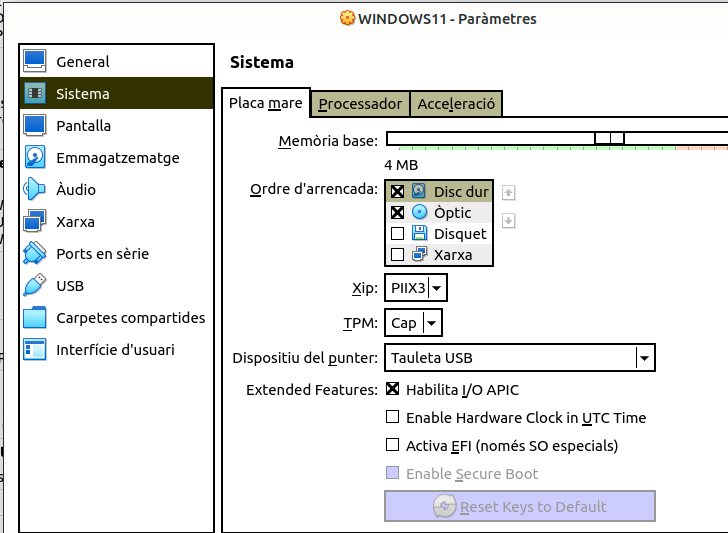 WINDOWS11 - Paràmetres
General
Sistema
Pantalla
Emmagatzematge
Àudio
Xarxa
Ports en sèrie
USB
Carpetes compartides
Interfície d'usuari
Sistema
Placa mare Processador Acceleració
Memòria base:
4 MB
Ordre d'arrencada: Disc dur
Òptic
Disquet
Xarxa
Xip: PIIX3
TPM: Cap
Dispositiu del punter: Tauleta USB
Extended Features: Habilita I/O APIC
Enable Hardware Clock in UTC Time
Activa EFI (només SO especials)
Enable Secure Boot
Reset Keys to Default